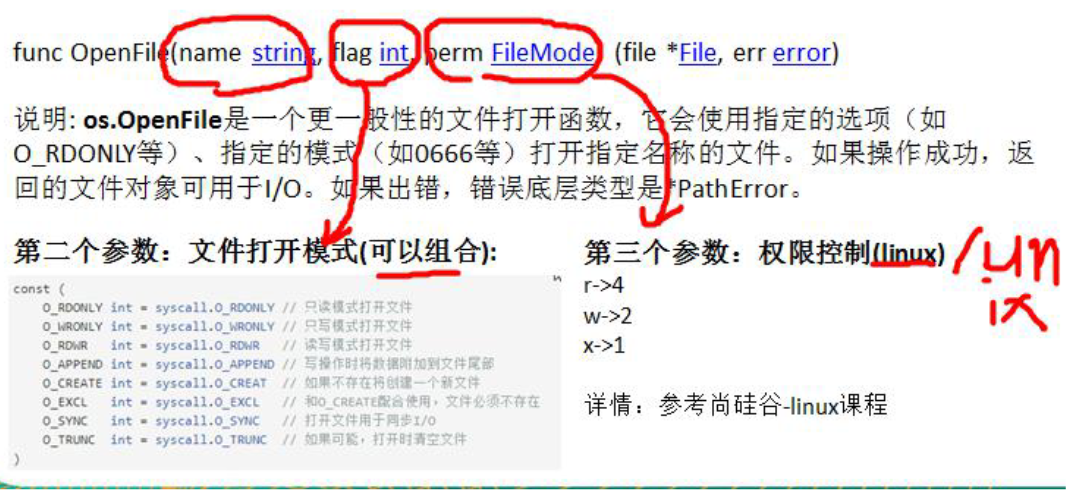 func OpenFile(name string, flag int, perm FileMode) (file *File, err error)
说明: os.OpenFile是一个更一般性的文件打开函数，它会使用指定的选项（如
O_RDONLY等）、指定的模式（如0666等）打开指定名称的文件。如果操作成功，返
回的文件对象可用于I/O。如果出错，错误底层类型是*PathError。
第二个参数：文件打开模式(可以组合):
const (
O_RDONLY int = syscall.O_RDONLY // 只读模式打开文件
O_WRONLY int = syscall.O_WRONLY // 只写模式打开文件
O_RDWR int = syscall.O_RDWR // 读写模式打开文件
O_APPEND int = syscall.O_APPEND // 写操作时将数据附加到文件尾部
O_CREATE int = syscall.O_CREAT // 如果不存在将创建一个新文件
O_EXCL int = syscall.O_EXCL // 和O_CREATE配合使用，文件必须不存在
O_SYNC int = syscall.O_SYNC // 打开文件用于同步I/O
O_TRUNC int = syscall.O_TRUNC // 如果可能，打开时清空文件
)
第三个参数：权限控制(linux) /un
ix
r->4
w->2
x->1
详情：参考尚硅谷-linux课程